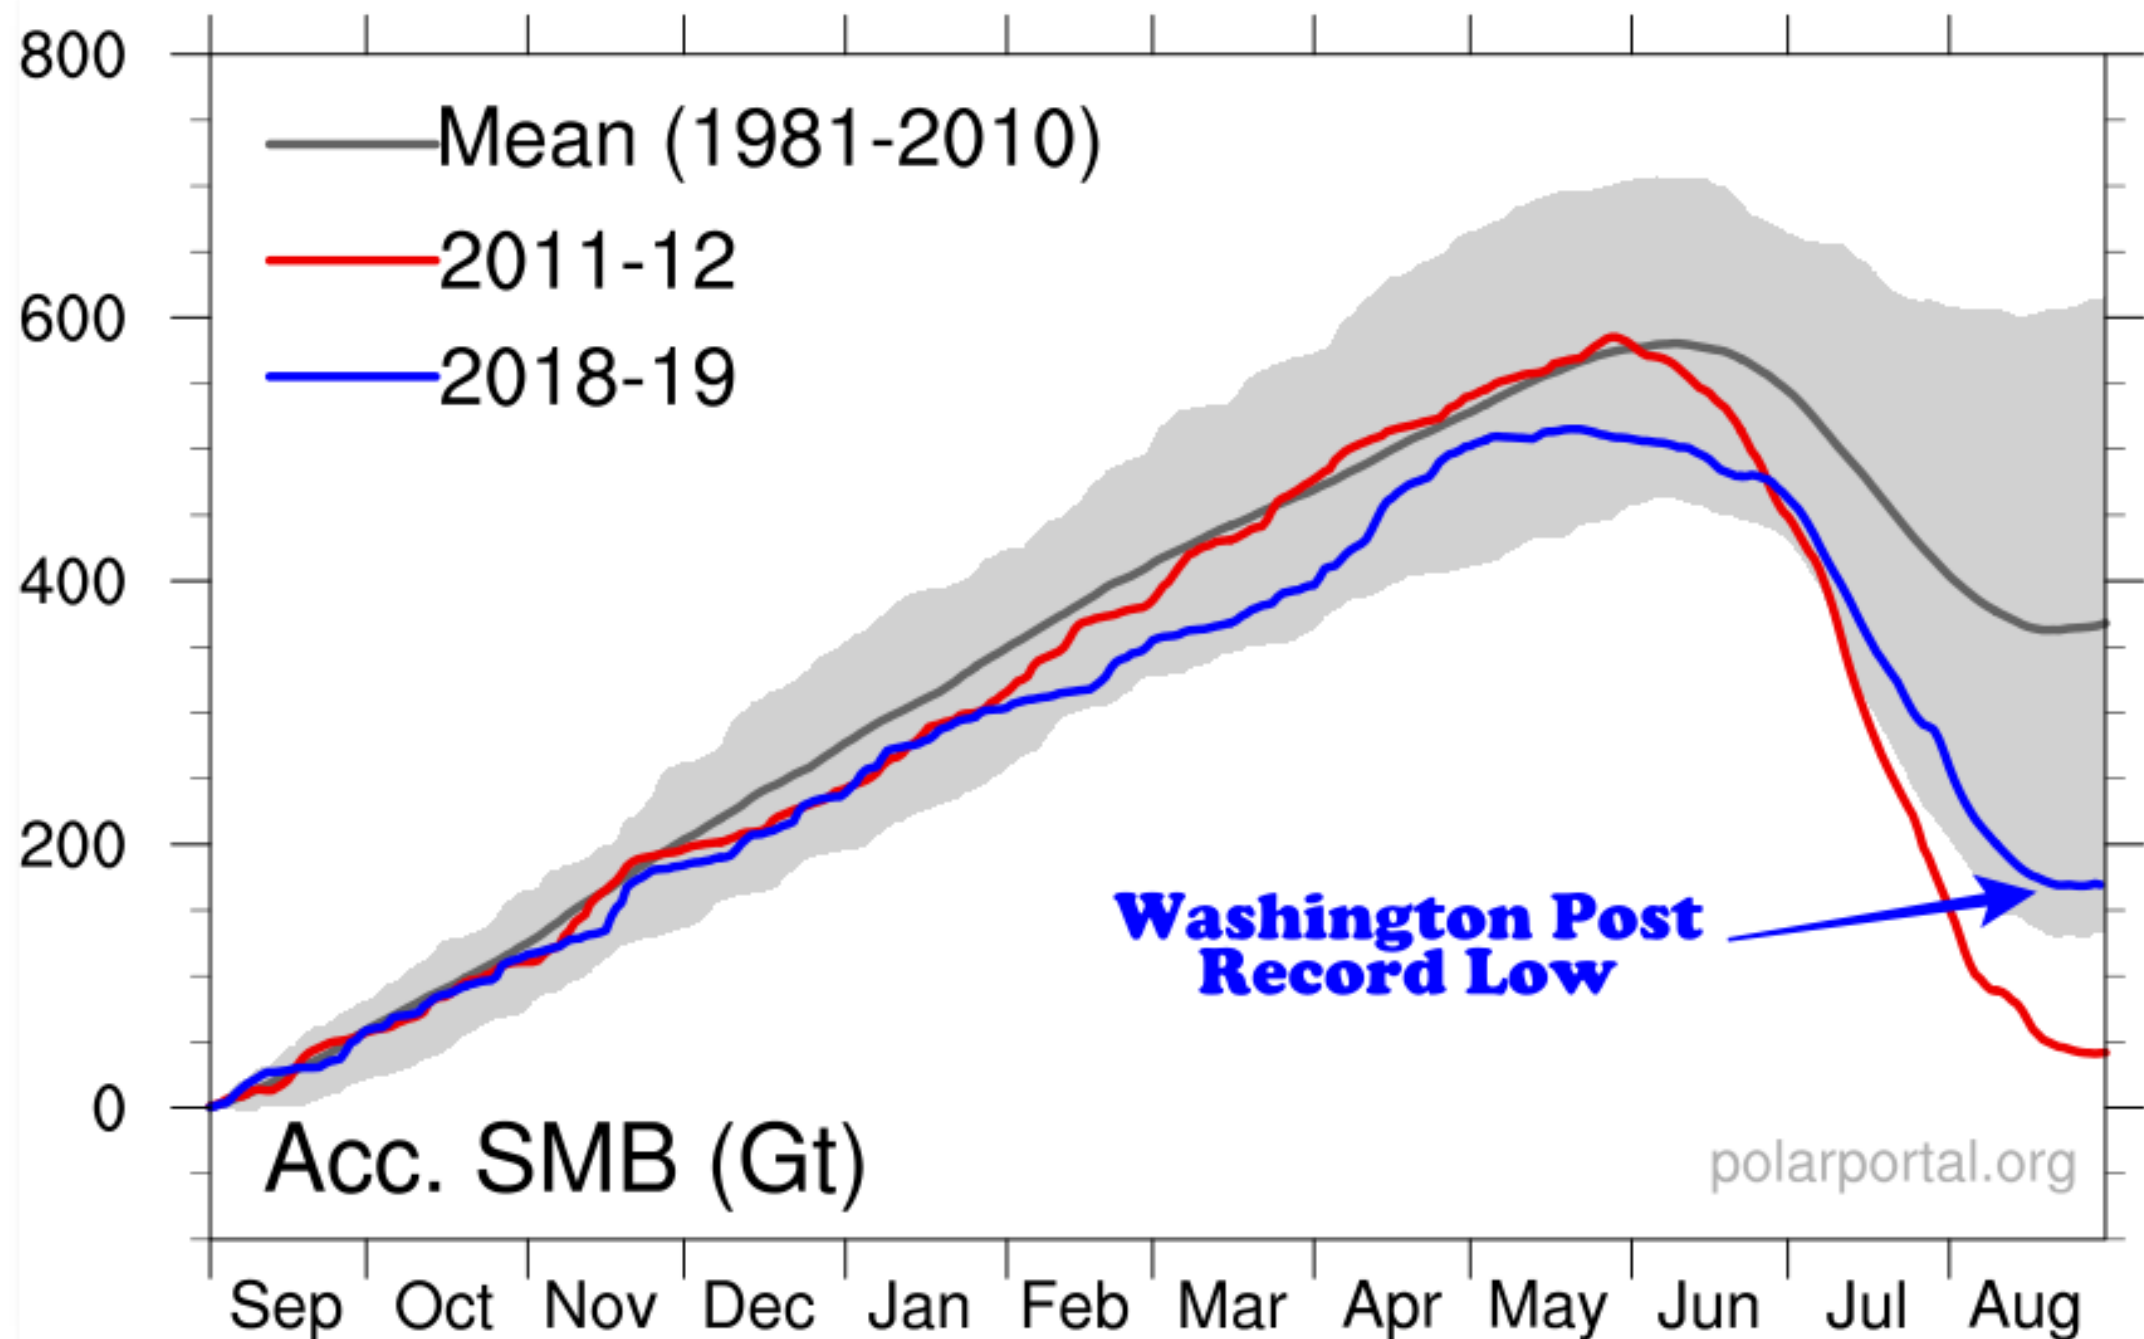 800
Mean (1981-2010)
2011-12
600
2018-19
400
200
Washington Post
Record Low
0
Acc. SMB (Gt)
polarportal.org
Sep Oct Nov Dec Jan Feb Mar Apr May Jun Jul Aug